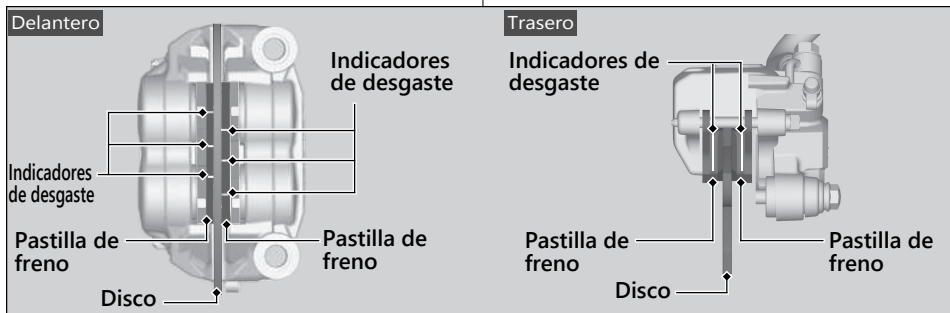 Delantero
Indicadores
de desgaste
Indicadores
de desgaste
Pastilla de
freno
Pastilla de
freno
Disco
Trasero
Indicadores de
desgaste
Pastilla de
freno
Pastilla de
freno
Disco